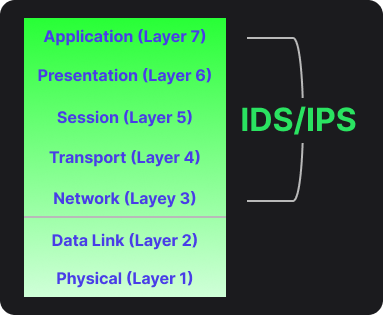 Application (Layer 7)
Presentation (Layer 6)
Session (Layer 5)
Transport (Layer 4)
Network (Layey 3)
Data Link (Layer 2)
Physical (Layer 1)
IDS/IPS